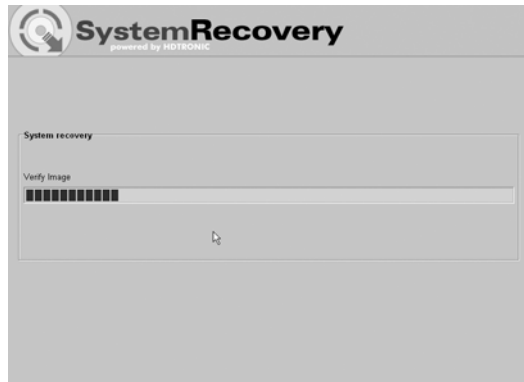 SystemRecovery
powered by HDTRONIC
System recovery
Verify Image